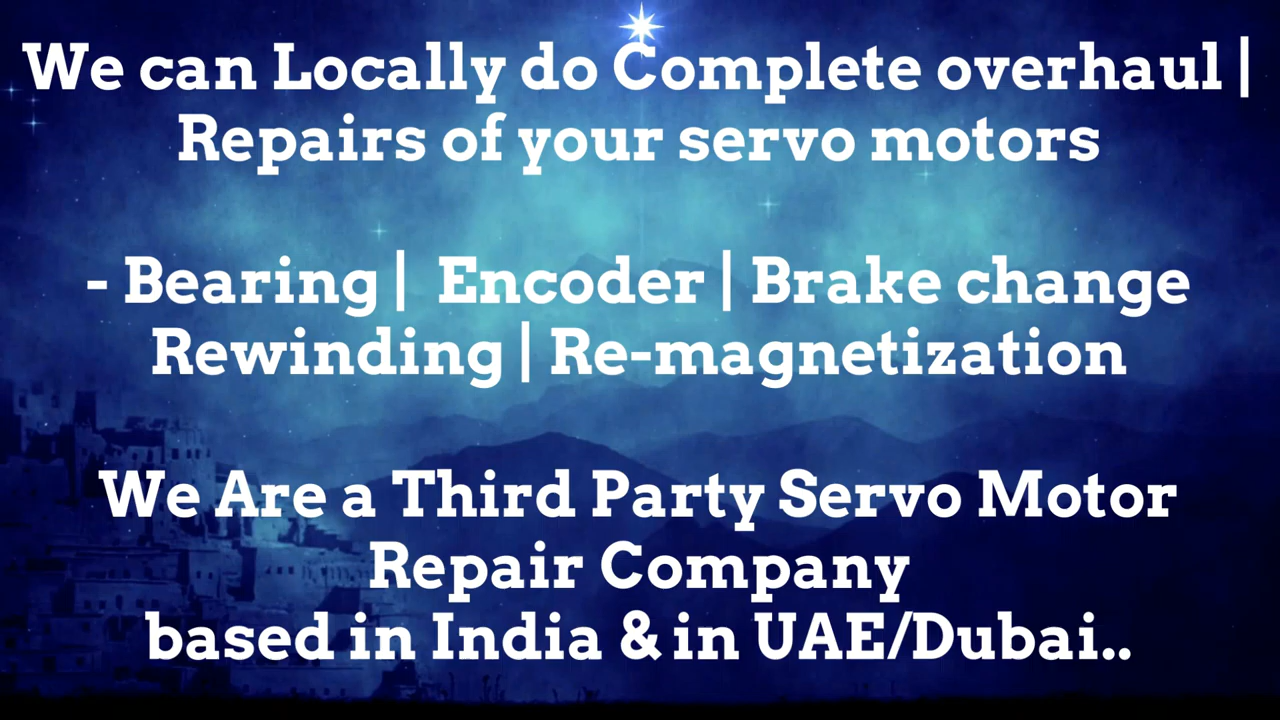 We can Locally do Complete overhaul |
Repairs of your servo motors
- Bearing | Encoder | Brake change
Rewinding | Re-magnetization
We Are a Third Party Servo Motor
Repair Company
based in India & in UAE/Dubai..